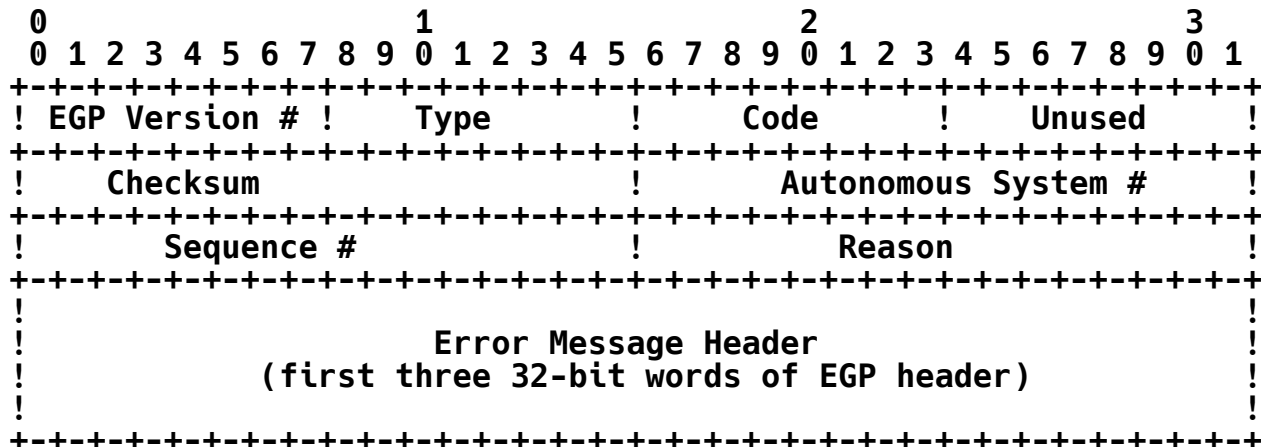 0                   1                   2                   3
 0 1 2 3 4 5 6 7 8 9 0 1 2 3 4 5 6 7 8 9 0 1 2 3 4 5 6 7 8 9 0 1
+-+-+-+-+-+-+-+-+-+-+-+-+-+-+-+-+-+-+-+-+-+-+-+-+-+-+-+-+-+-+-+-+
! EGP Version # !    Type       !     Code      !    Unused     !
+-+-+-+-+-+-+-+-+-+-+-+-+-+-+-+-+-+-+-+-+-+-+-+-+-+-+-+-+-+-+-+-+
!    Checksum                   !       Autonomous System #     !
+-+-+-+-+-+-+-+-+-+-+-+-+-+-+-+-+-+-+-+-+-+-+-+-+-+-+-+-+-+-+-+-+
!       Sequence #              !          Reason               !
+-+-+-+-+-+-+-+-+-+-+-+-+-+-+-+-+-+-+-+-+-+-+-+-+-+-+-+-+-+-+-+-+
!                                                               !
!                     Error Message Header                      !
!            (first three 32-bit words of EGP header)           !
!                                                               !
+-+-+-+-+-+-+-+-+-+-+-+-+-+-+-+-+-+-+-+-+-+-+-+-+-+-+-+-+-+-+-+-+